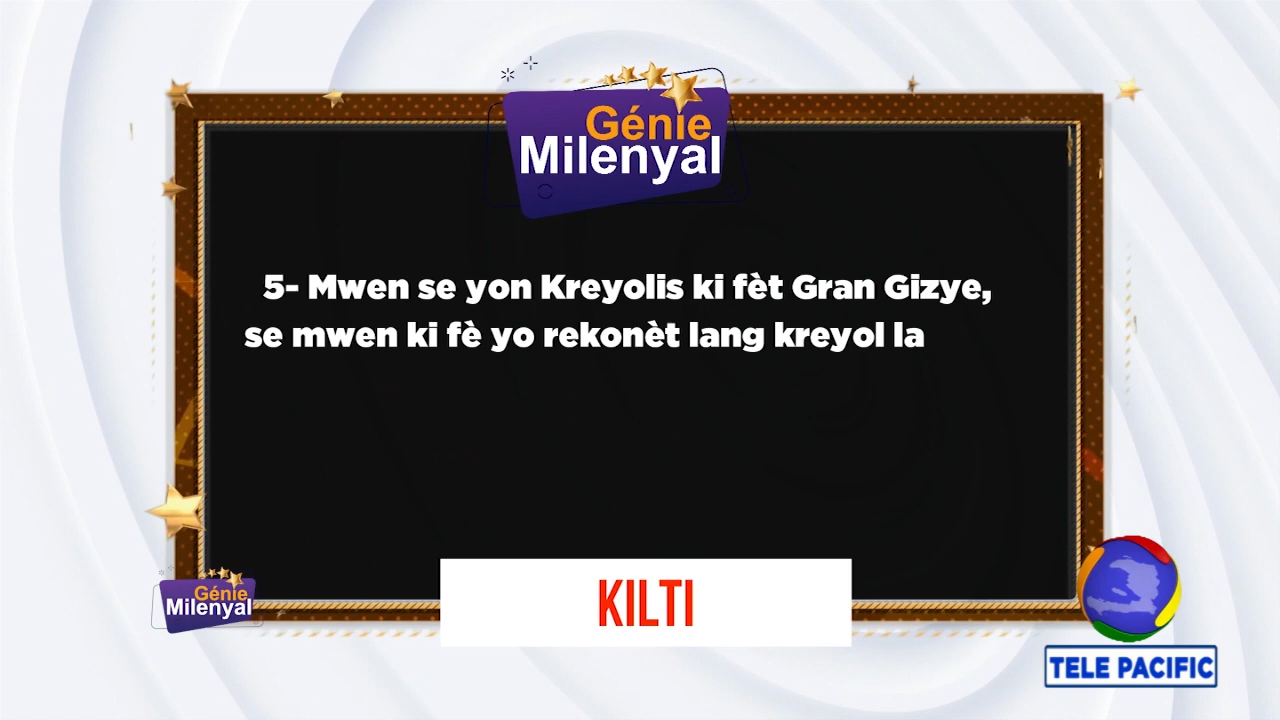 Génie
Milenyal
5- Mwen se yon Kreyolis ki fèt Gran Gizye,
se mwen ki fè yo rekonèt lang kreyol la
KILTI
Génie
Milenyal
TELE PACIFIC